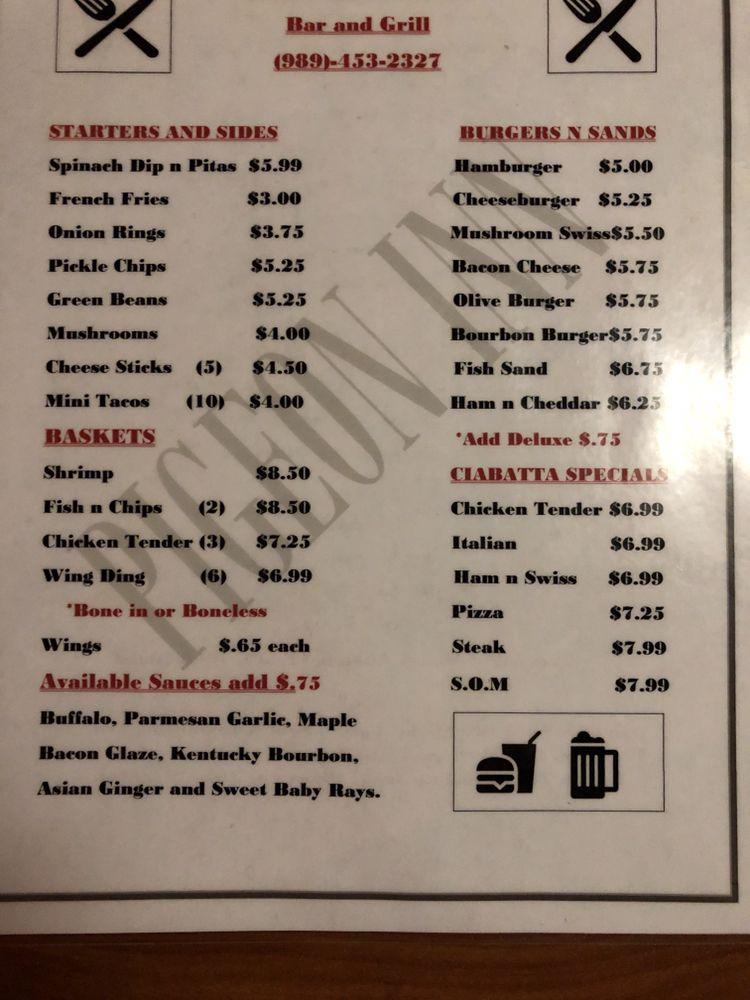 Bar and Grill
(989)-453-2327
STARTERS AND SIDES
Spinach Dip n Pitas $5.99
French Fries $3.00
Onion Rings $3.75
Pickle Chips $5.25
Green Beans $5.25
Mushrooms $4.00
Cheese Sticks (5) $4.50
Mini Tacos (10) $4.00
BASKETS
Shrimp $8.50
Fish n Chips (2) $8.50
Chicken Tender (3) $7.25
Wing Ding (6) $6.99
*Bone in or Boneless
Wings $.65 each
Available Sauces add $.75
Buffalo, Parmesan Garlic, Maple
Bacon Glaze, Kentucky Bourbon,
Asian Ginger and Sweet Baby Rays.
BURGERS N SANDS
Hamburger $5.00
Cheeseburger $5.25
Mushroom Swiss$5.50
Bacon Cheese $5.75
Olive Burger $5.75
Bourbon Burger$5.75
Fish Sand $6.75
Ham n Cheddar $6.25
*Add Deluxe $.75
CIABATTA SPECIALS
Chicken Tender $6.99
Italian $6.99
Ham n Swiss $6.99
Pizza $7.25
Steak $7.99
S.O.M $7.99
PIGEON INN